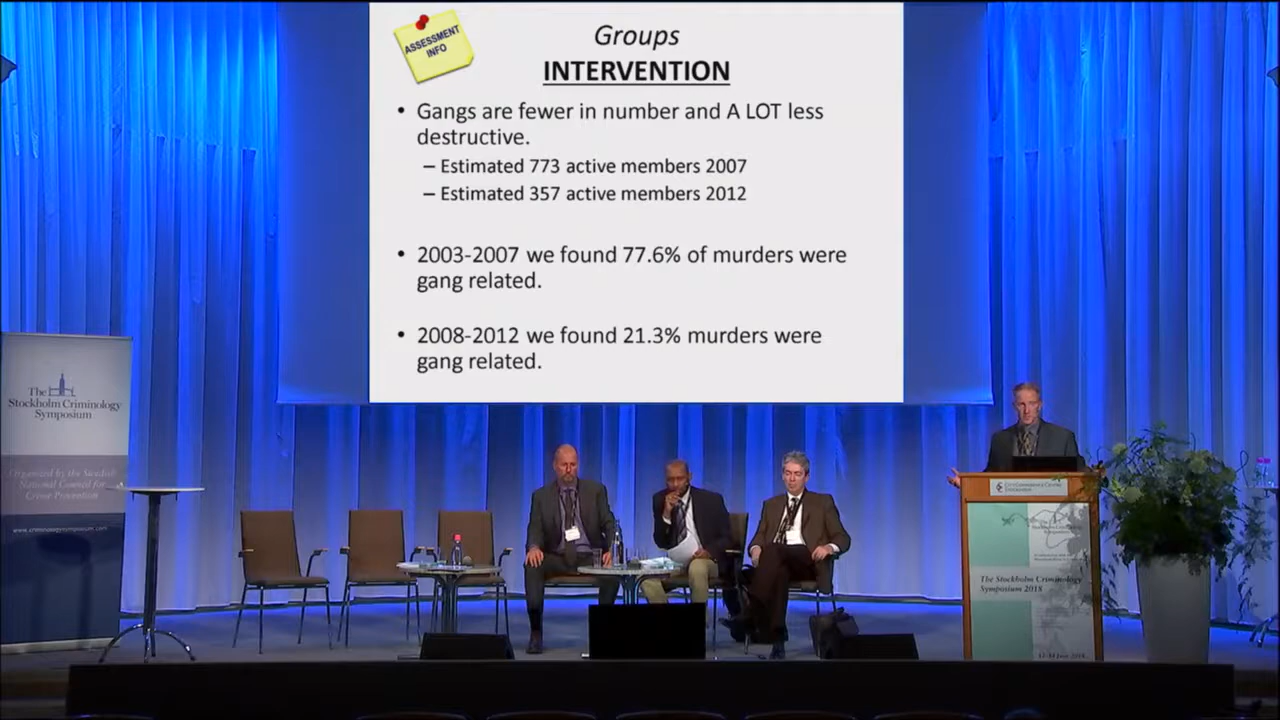 ASSESSMENT
INFO
Groups
INTERVENTION
• Gangs are fewer in number and A LOT less
destructive.
– Estimated 773 active members 2007
– Estimated 357 active members 2012
• 2003-2007 we found 77.6% of murders were
gang related.
• 2008-2012 we found 21.3% murders were
gang related.
The
Stockholm Criminology
Symposium
Organized by the Swedish
National Council for
Crime Prevention
www.criminologysymposium.com
The Stockholm Criminology
Symposium 2018